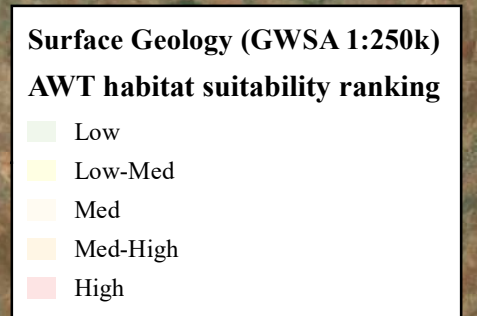 Surface Geology (GWSA 1:250k)
AWT habitat suitability ranking
Low
Low-Med
Med
Med-High
High